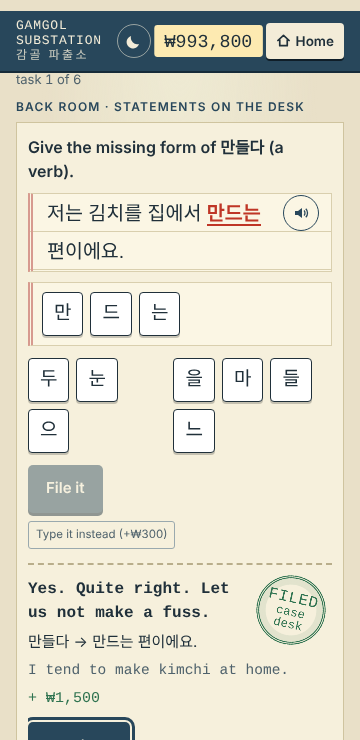 GAMGOL
SUBSTATION
감골 파출소
₩993,800
Home
task 1 of 6
BACK ROOM · STATEMENTS ON THE DESK
Give the missing form of 만들다 (a
verb).
저는 김치를 집에서 만드는
편이에요.
만 드 는
두 눈 을 마 들
으 느
File it
Type it instead (+₩300)
Yes. Quite right. Let
us not make a fuss.
FILED
case
desk
만들다 → 만드는 편이에요.
I tend to make kimchi at home.
+ ₩1,500